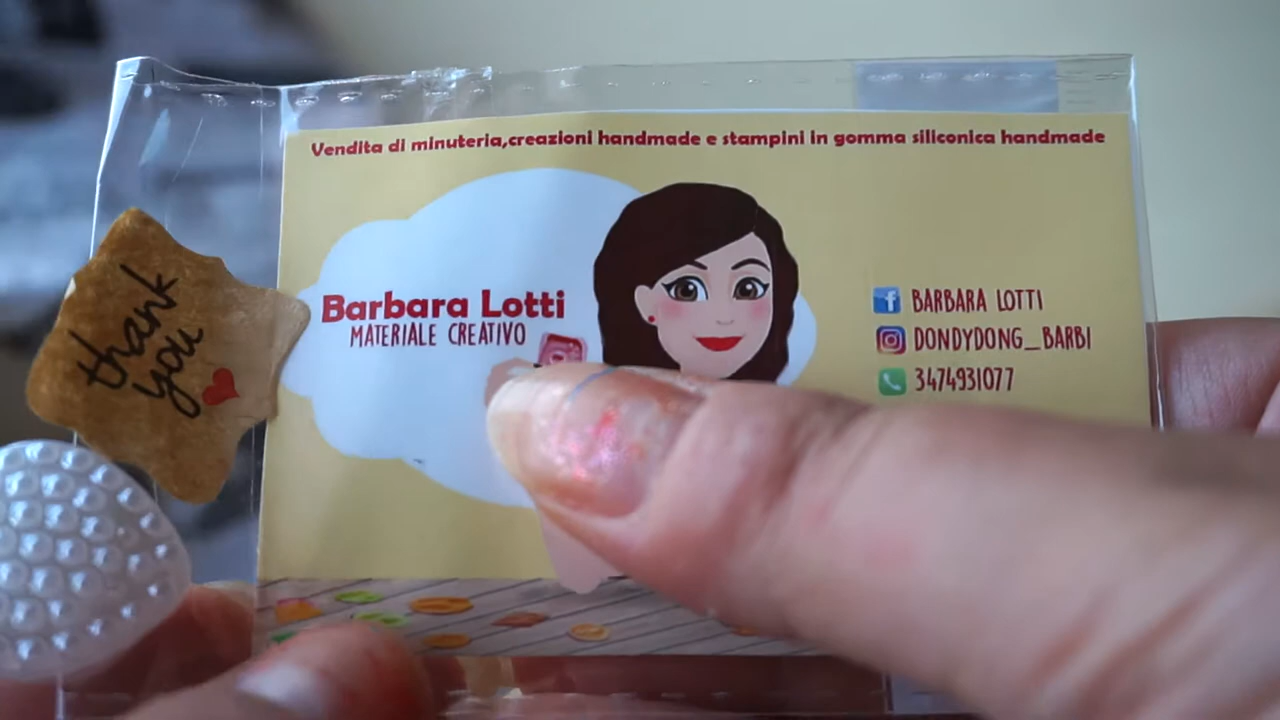 Vendita di minuteria,creazioni handmade e stampini in gomma siliconica handmade
Barbara Lotti
MATERIALE CREATIVO
BARBARA LOTTI
DONDYDONG_BARBI
3474931077
thank
you